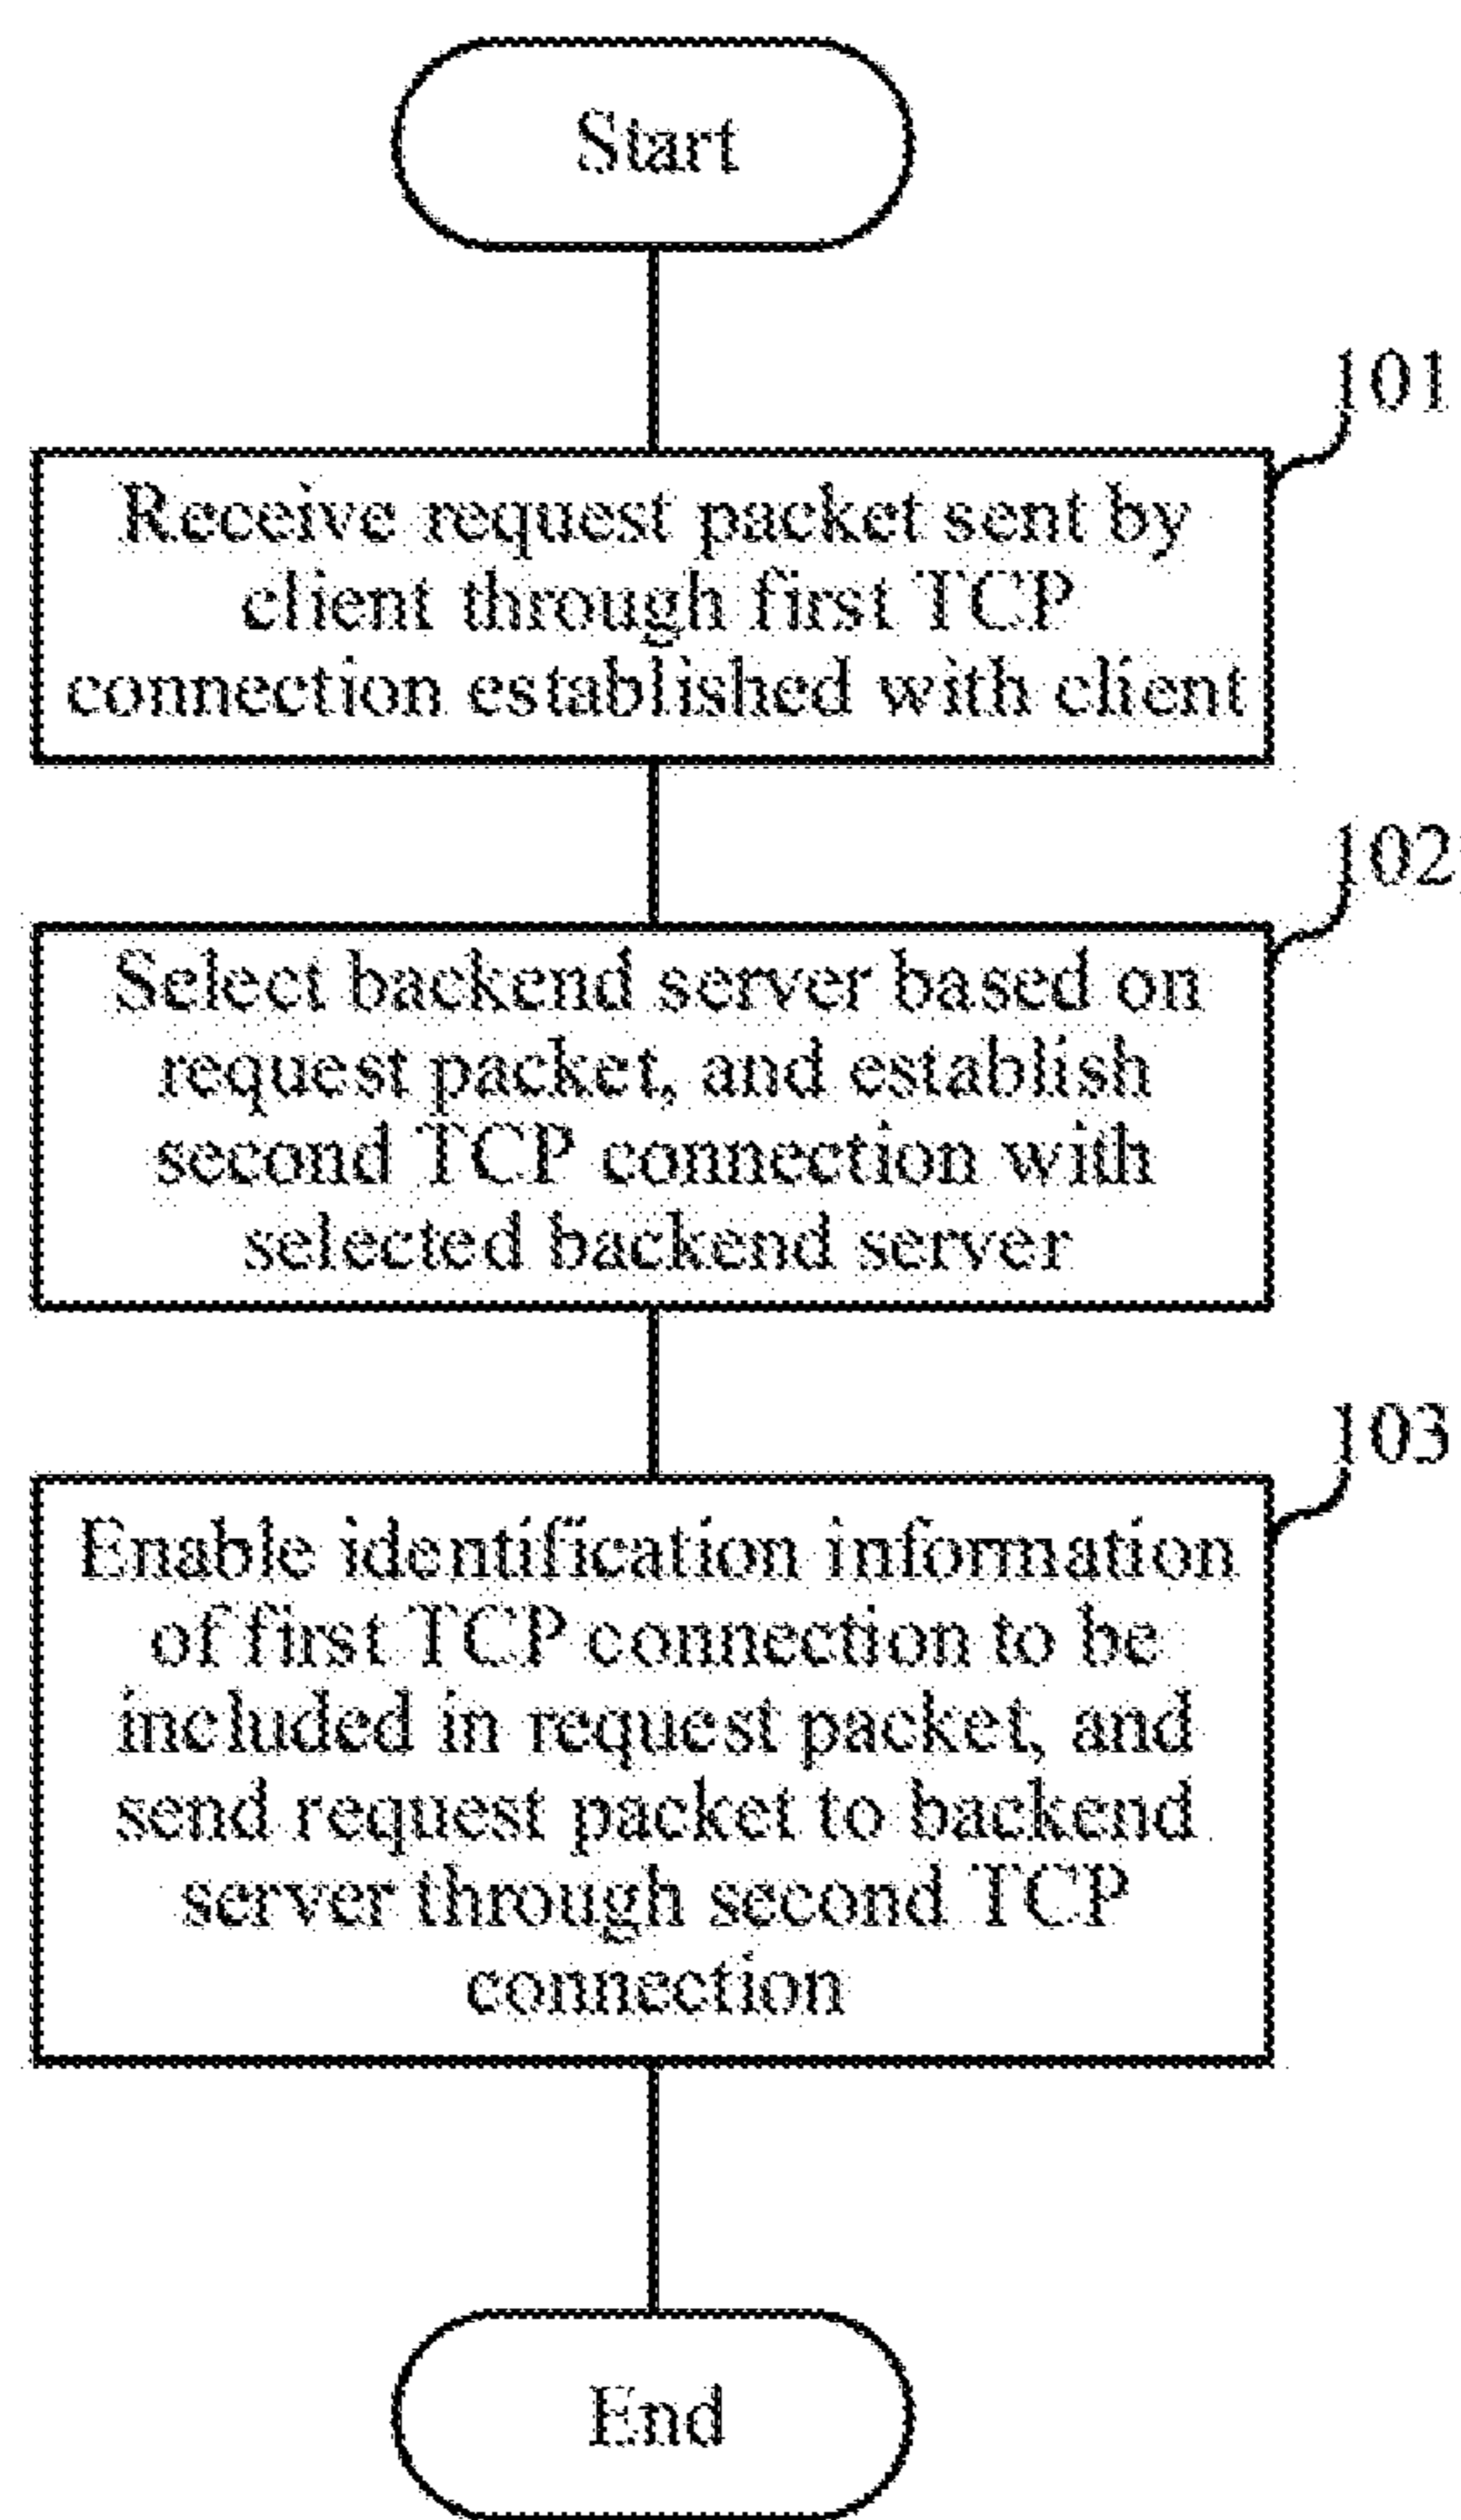 Start
101
Receive request packet sent by
client through first TCP
connection established with client
102
Select backend server based on
request packet, and establish
second TCP connection with
selected backend server
103
Enable identification information
of first TCP connection to be
included in request packet, and
send request packet to backend
server through second TCP
connection
End